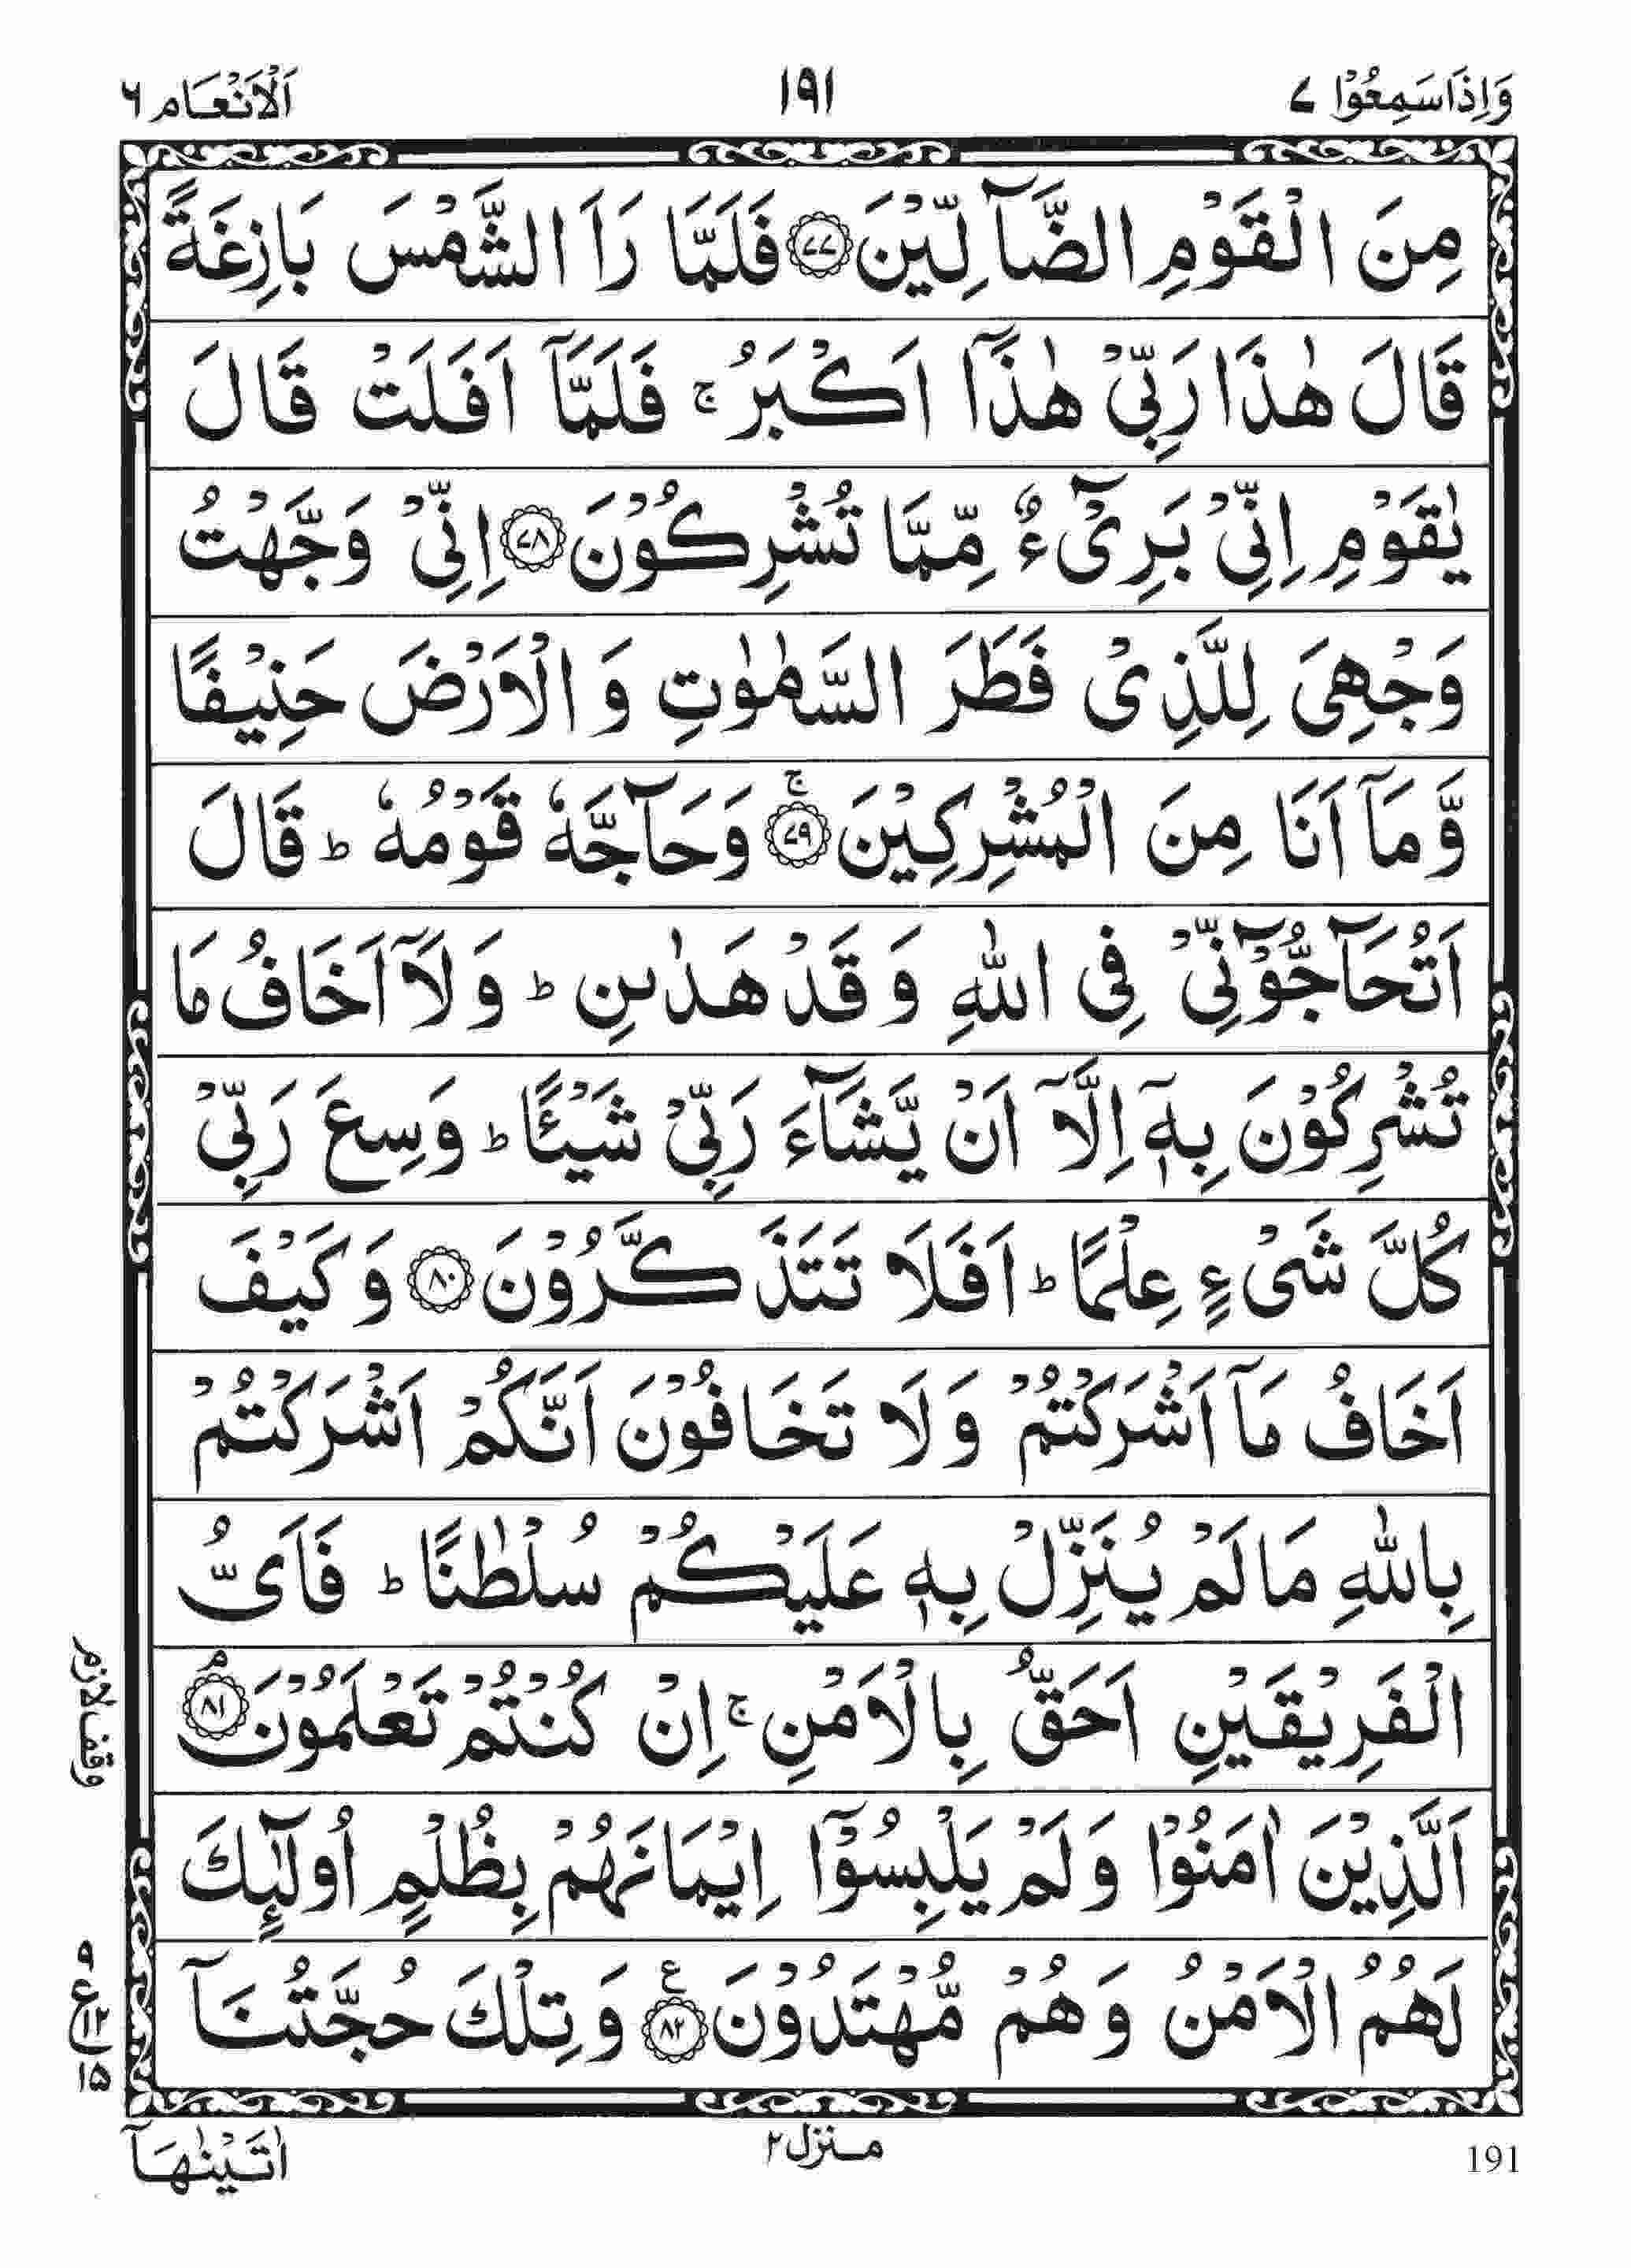 وَاِذَا سَمِعُوْا ٧
١٩١
اَلْاَنْعَام ٦
مِنَ الْقَوْمِ الضَّآلِّيْنَ ﴿٧٧﴾ فَلَمَّا رَاَ الشَّمْسَ بَازِغَةً
قَالَ هٰذَا رَبِّيْ هٰذَآ اَكْبَرُ ۚ فَلَمَّآ اَفَلَتْ قَالَ
يٰقَوْمِ اِنِّيْ بَرِيْٓءٌ مِّمَّا تُشْرِكُوْنَ ﴿٧٨﴾ اِنِّيْ وَجَّهْتُ
وَجْهِيَ لِلَّذِيْ فَطَرَ السَّمٰوٰتِ وَ الْاَرْضَ حَنِيْفًا
وَّمَآ اَنَا مِنَ الْمُشْرِكِيْنَ ﴿٧٩﴾ۚ وَحَآجَّهٗ قَوْمُهٗ ؕ قَالَ
اَتُحَآجُّوْٓنِّيْ فِي اللّٰهِ وَ قَدْ هَدٰىنِ ؕ وَلَآ اَخَافُ مَا
تُشْرِكُوْنَ بِهٖٓ اِلَّآ اَنْ يَّشَآءَ رَبِّيْ شَيْـًٔا ؕ وَسِعَ رَبِّيْ
كُلَّ شَيْءٍ عِلْمًا ؕ اَفَلَا تَتَذَكَّرُوْنَ ﴿٨٠﴾ وَ كَيْفَ
اَخَافُ مَآ اَشْرَكْتُمْ وَلَا تَخَافُوْنَ اَنَّكُمْ اَشْرَكْتُمْ
بِاللّٰهِ مَا لَمْ يُنَزِّلْ بِهٖ عَلَيْكُمْ سُلْطٰنًا ؕ فَاَيُّ
الْفَرِيْقَيْنِ اَحَقُّ بِالْاَمْنِ ۚ اِنْ كُنْتُمْ تَعْلَمُوْنَ ﴿٨١﴾ۘ
وقف لازم
اَلَّذِيْنَ اٰمَنُوْا وَلَمْ يَلْبِسُوْٓا اِيْمَانَهُمْ بِظُلْمٍ اُولٰٓئِكَ
لَهُمُ الْاَمْنُ وَهُمْ مُّهْتَدُوْنَ ﴿٨٢﴾ ع وَتِلْكَ حُجَّتُنَآ
٩
ع ١٢
١٥
اٰتَيْنٰهَآ
مـنزل ٢
191